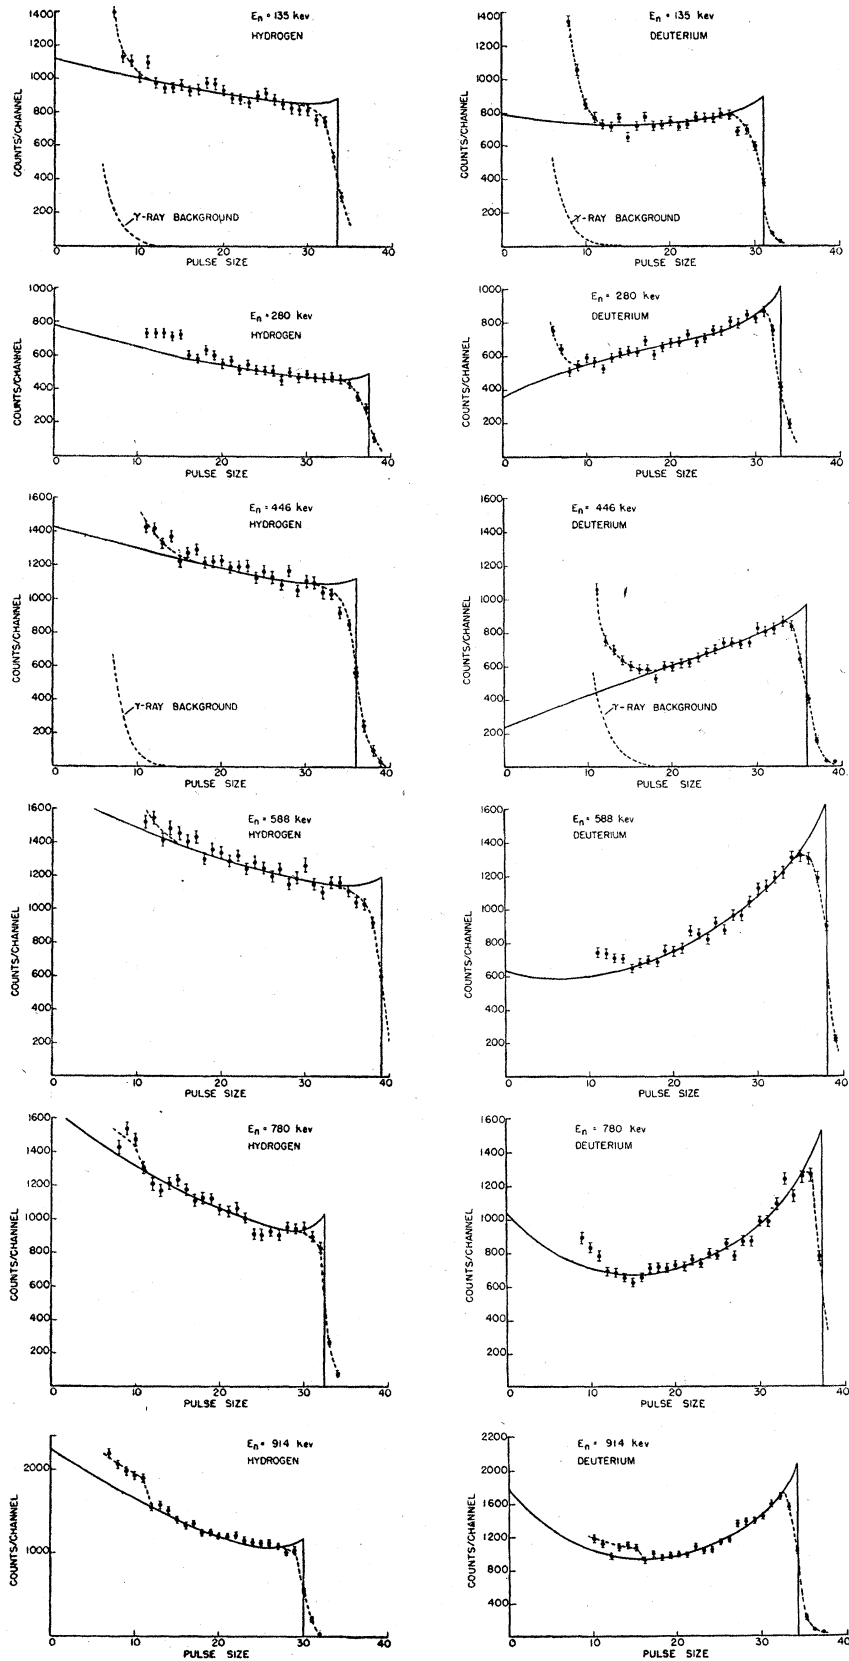 En = 135 kev
HYDROGEN
1400
1200
1000
800
600
400
200
COUNTS/CHANNEL
γ-RAY BACKGROUND
0 10 20 30 40
PULSE SIZE
En = 135 kev
DEUTERIUM
1400
1200
1000
800
600
400
200
COUNTS/CHANNEL
γ-RAY BACKGROUND
0 10 20 30 40
PULSE SIZE
En = 280 kev
HYDROGEN
1000
800
600
400
200
COUNTS/CHANNEL
0 10 20 30 40
PULSE SIZE
En = 280 kev
DEUTERIUM
1000
800
600
400
200
COUNTS/CHANNEL
0 10 20 30 40
PULSE SIZE
En = 446 kev
HYDROGEN
1600
1400
1200
1000
800
600
400
200
COUNTS/CHANNEL
γ-RAY BACKGROUND
0 10 20 30 40
PULSE SIZE
En = 446 kev
DEUTERIUM
1600
1400
1200
1000
800
600
400
200
COUNTS/CHANNEL
γ-RAY BACKGROUND
0 10 20 30 40
PULSE SIZE
En = 588 kev
HYDROGEN
1600
1400
1200
1000
800
600
400
200
COUNTS/CHANNEL
0 10 20 30 40
PULSE SIZE
En = 588 kev
DEUTERIUM
1600
1400
1200
1000
800
600
400
200
COUNTS/CHANNEL
0 10 20 30 40
PULSE SIZE
En = 780 kev
HYDROGEN
1600
1400
1200
1000
800
600
400
200
COUNTS/CHANNEL
0 10 20 30 40
PULSE SIZE
En = 780 kev
DEUTERIUM
1600
1400
1200
1000
800
600
400
200
COUNTS/CHANNEL
0 10 20 30 40
PULSE SIZE
En = 914 kev
HYDROGEN
2000
1000
COUNTS/CHANNEL
0 10 20 30 40
PULSE SIZE
En = 914 kev
DEUTERIUM
2200
2000
1600
1200
800
400
COUNTS/CHANNEL
0 10 20 30 40
PULSE SIZE